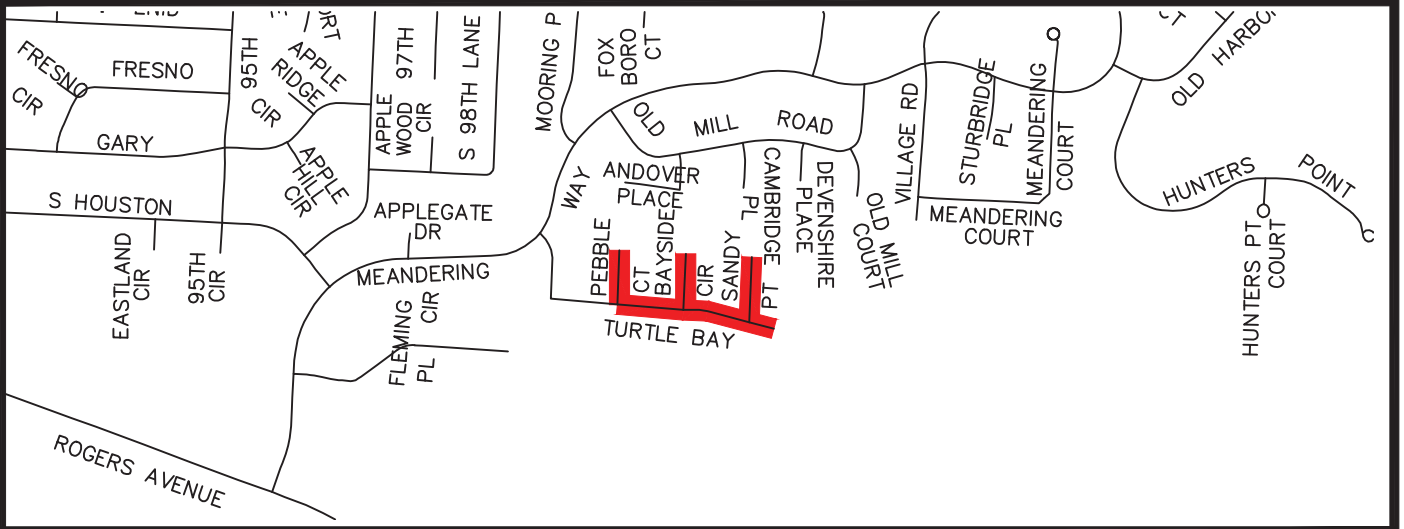 ENID
95TH
CIR
APPLE
RIDGE
97TH
S 98TH LANE
MOORING P
FOX
BORO
CT
CT
OLD HARBO
FRESNO
CIR
FRESNO
GARY
APPLE
WOOD
CIR
APPLE
HILL
CIR
OLD MILL ROAD
VILLAGE RD
STURBRIDGE
PL
MEANDERING
COURT
HUNTERS POINT
S HOUSTON
APPLEGATE
DR
WAY
ANDOVER
PLACE
CAMBRIDGE
PL
DEVENSHIRE
PLACE
OLD MILL
COURT
MEANDERING
COURT
EASTLAND
CIR
95TH
CIR
MEANDERING
PEBBLE
CT
BAYSIDE
CIR
SANDY
PT
HUNTERS PT
COURT
FLEMING
CIR
PL
TURTLE BAY
ROGERS AVENUE